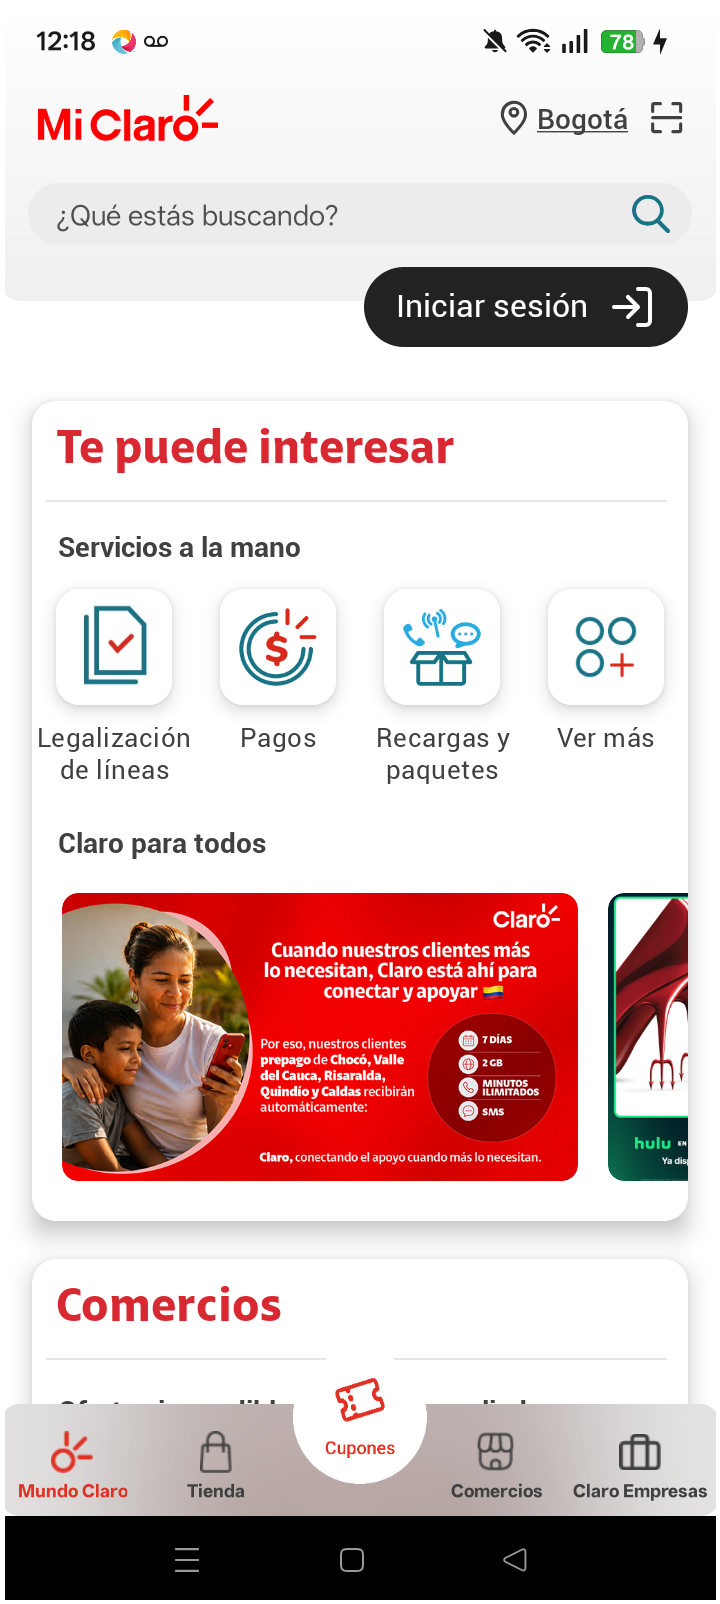 12:18
78
Mi Claro
Bogotá
¿Qué estás buscando?
Iniciar sesión
Te puede interesar
Servicios a la mano
Legalización
de líneas
Pagos
Recargas y
paquetes
Ver más
Claro para todos
Claro
Cuando nuestros clientes más
lo necesitan, Claro está ahí para
conectar y apoyar
Por eso, nuestros clientes
prepago de Chocó, Valle
del Cauca, Risaralda,
Quindío y Caldas recibirán
automáticamente:
7 DÍAS
2 GB
MINUTOS
ILIMITADOS
SMS
Claro, conectando el apoyo cuando más lo necesitan.
hulu EN
Ya
Comercios
Cupones
Mundo Claro
Tienda
Comercios
Claro Empresas